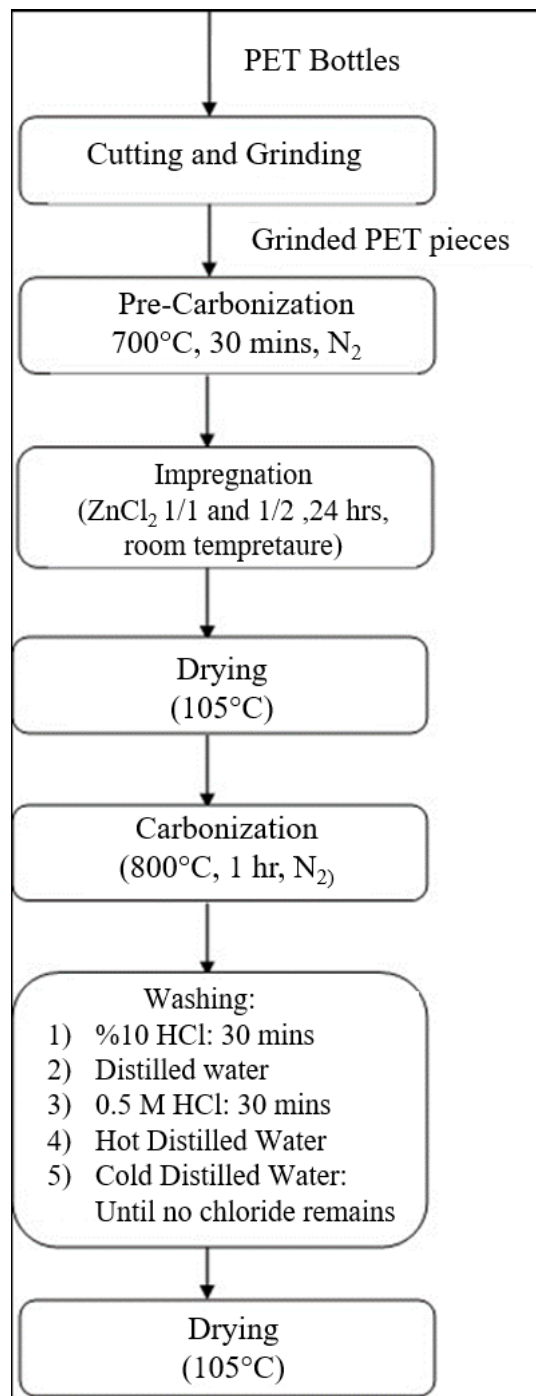 PET Bottles
Cutting and Grinding
Grinded PET pieces
Pre-Carbonization
700°C, 30 mins, N₂
Impregnation
(ZnCl₂ 1/1 and 1/2 ,24 hrs,
room tempretaure)
Drying
(105°C)
Carbonization
(800°C, 1 hr, N₂)
Washing:
1) %10 HCl: 30 mins
2) Distilled water
3) 0.5 M HCl: 30 mins
4) Hot Distilled Water
5) Cold Distilled Water:
Until no chloride remains
Drying
(105°C)